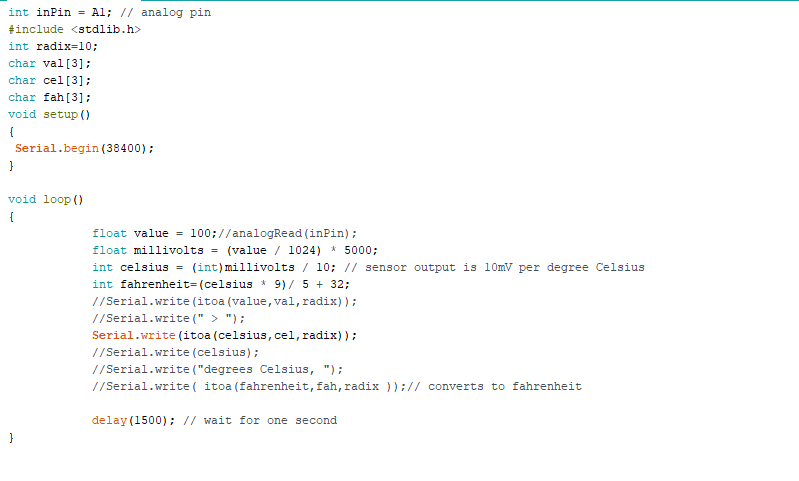 int inPin = A1; // analog pin
#include <stdlib.h>
int radix=10;
char val[3];
char cel[3];
char fah[3];
void setup()
{
Serial.begin(38400);
}
void loop()
{
float value = 100;//analogRead(inPin);
float millivolts = (value / 1024) * 5000;
int celsius = (int)millivolts / 10; // sensor output is 10mV per degree Celsius
int fahrenheit=(celsius * 9)/ 5 + 32;
//Serial.write(itoa(value,val,radix));
//Serial.write(" > ");
Serial.write(itoa(celsius,cel,radix));
//Serial.write(celsius);
//Serial.write("degrees Celsius, ");
//Serial.write( itoa(fahrenheit,fah,radix ));// converts to fahrenheit
delay(1500); // wait for one second
}